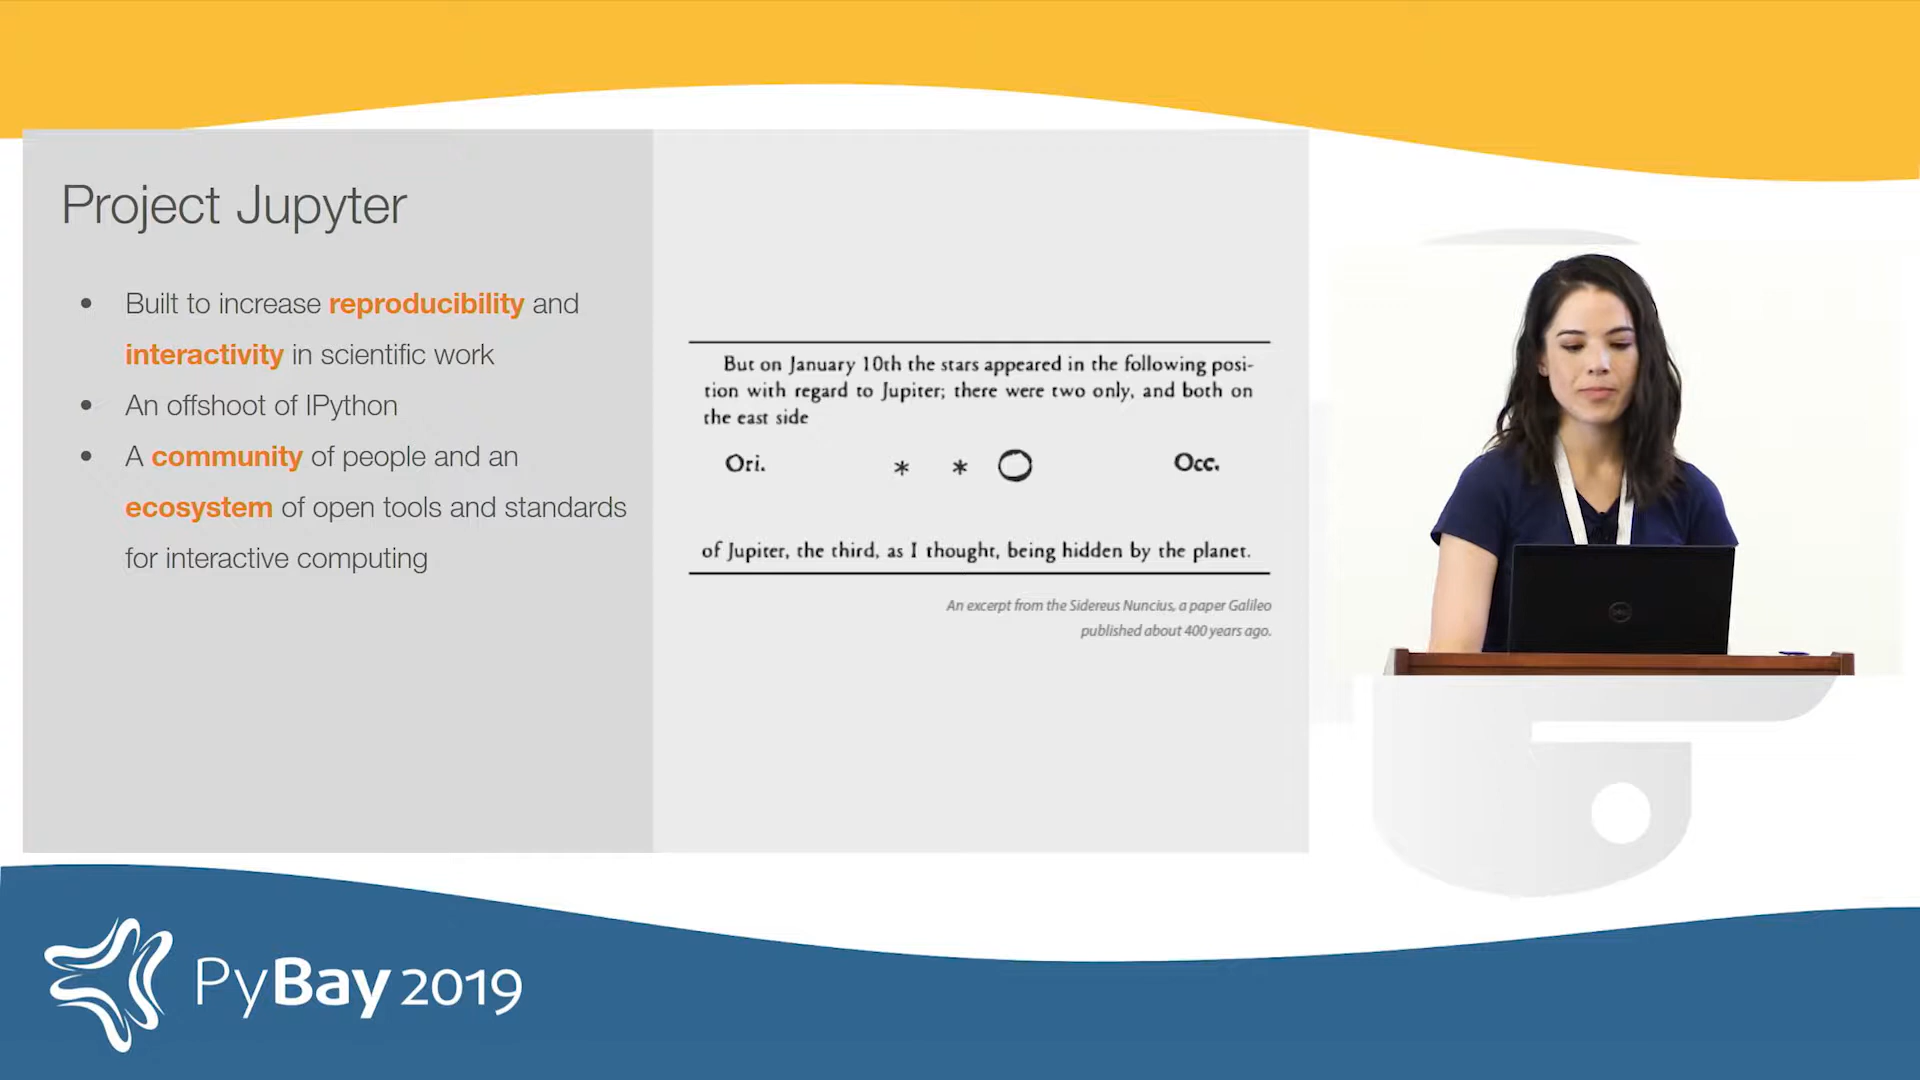 Project Jupyter
• Built to increase reproducibility and
interactivity in scientific work
• An offshoot of IPython
• A community of people and an
ecosystem of open tools and standards
for interactive computing
But on January 10th the stars appeared in the following posi-
tion with regard to Jupiter; there were two only, and both on
the east side
Ori. * * O Occ.
of Jupiter, the third, as I thought, being hidden by the planet.
An excerpt from the Sidereus Nuncius, a paper Galileo
published about 400 years ago.
DELL
PyBay 2019